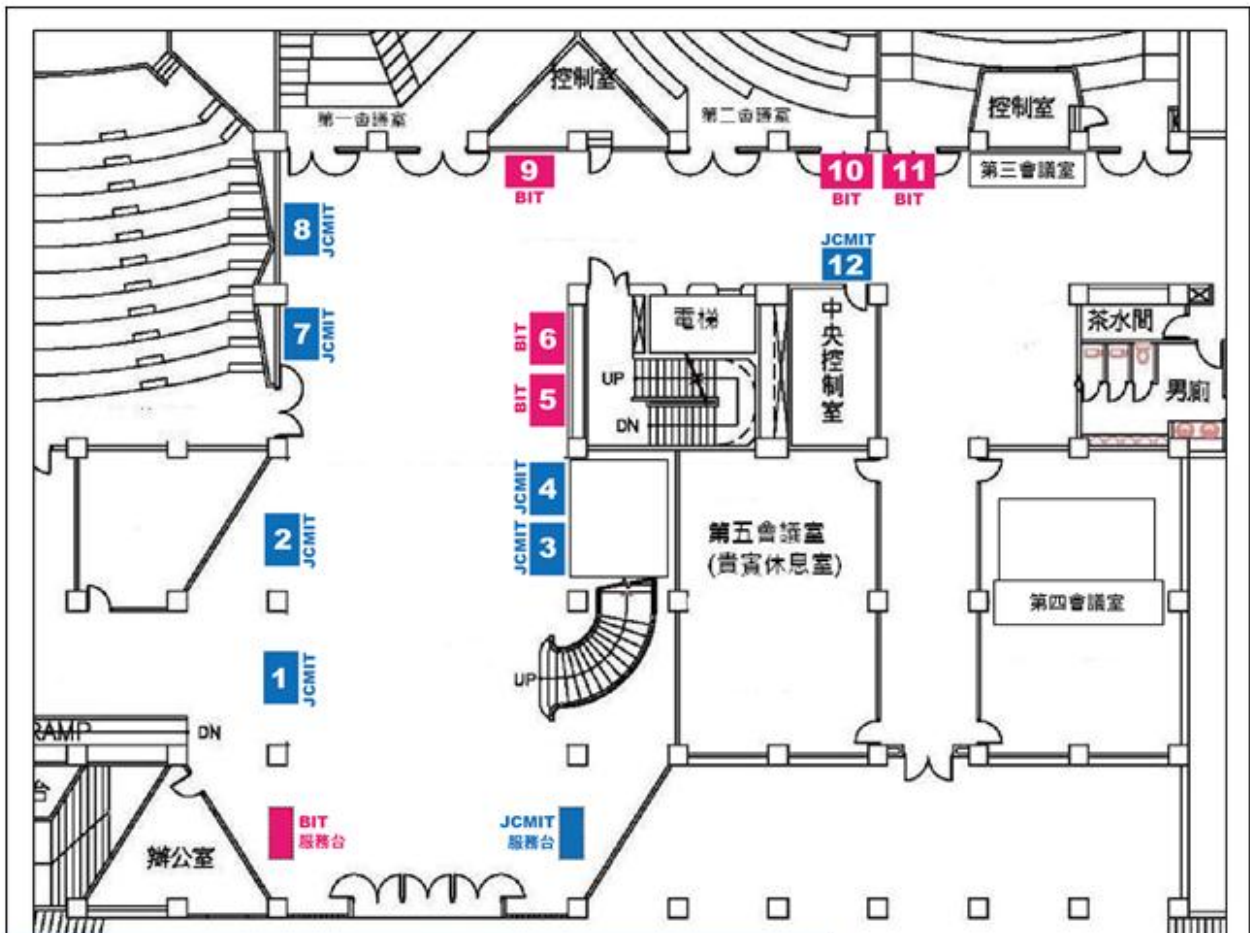 控制室
第一會議室
第二會議室
控制室
第三會議室
9
BIT
10
BIT
11
BIT
8
JCMIT
JCMIT
12
7
JCMIT
6
BIT
5
BIT
電梯
UP
DN
中央控制室
茶水間
男廁
4
JCMIT
3
JCMIT
2
JCMIT
第五會議室
(貴賓休息室)
第四會議室
1
JCMIT
UP
RAMP
DN
台
BIT
服務台
JCMIT
服務台
辦公室